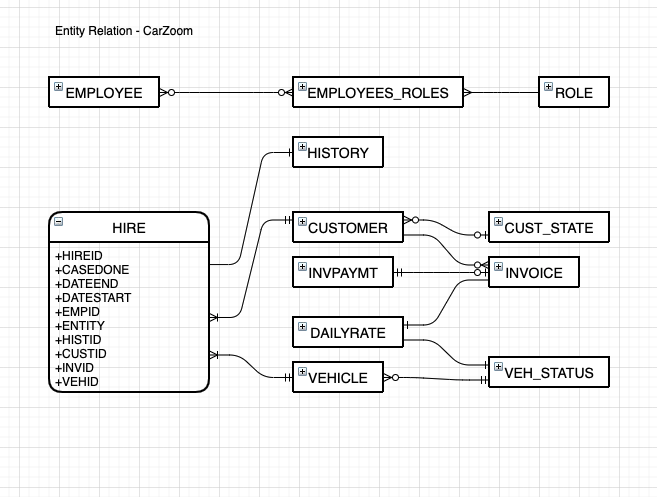 Entity Relation - CarZoom
EMPLOYEE
EMPLOYEES_ROLES
ROLE
HISTORY
HIRE
+HIREID
+CASEDONE
+DATEEND
+DATESTART
+EMPID
+ENTITY
+HISTID
+CUSTID
+INVID
+VEHID
CUSTOMER
CUST_STATE
INVPAYMT
INVOICE
DAILYRATE
VEHICLE
VEH_STATUS